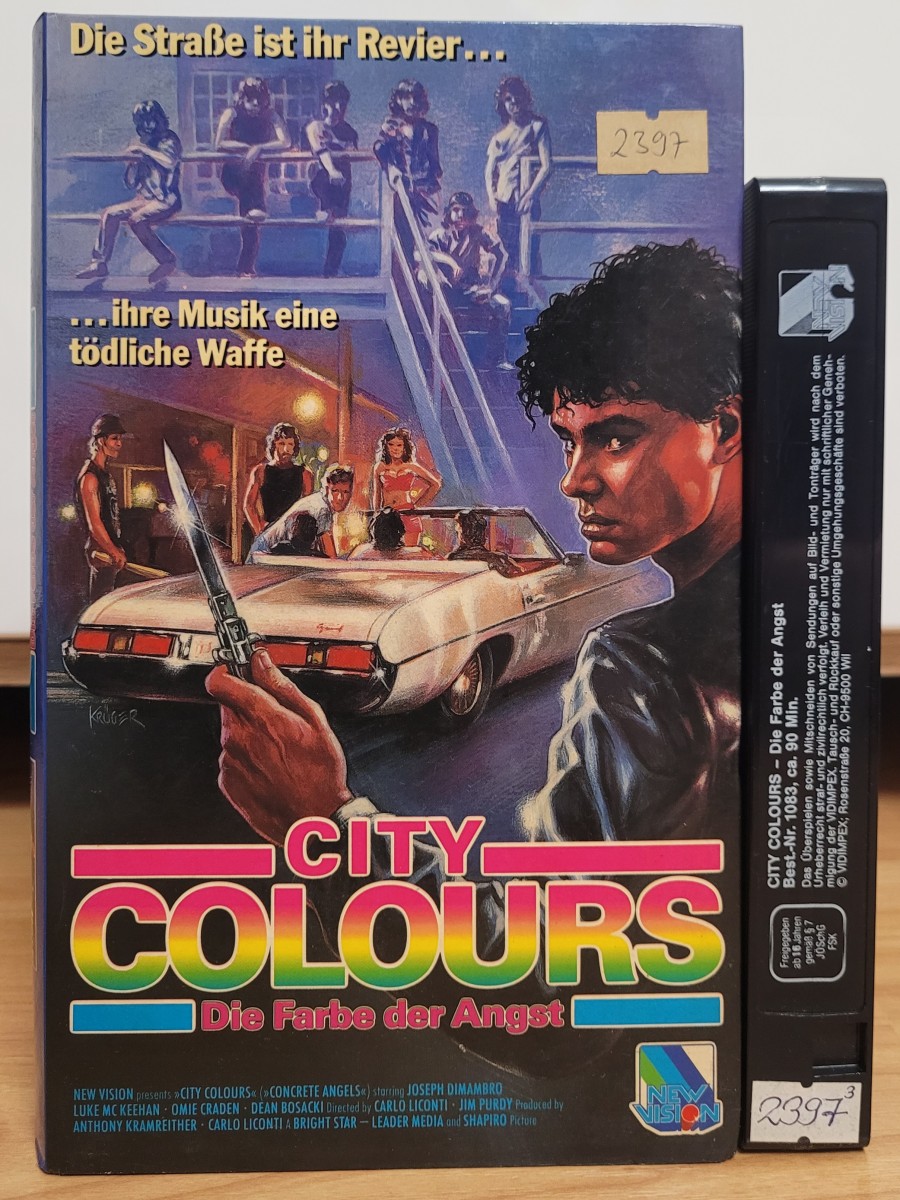 Die Straße ist ihr Revier...
2397
...ihre Musik eine
tödliche Waffe
KRÜGER
CITY
COLOURS
Die Farbe der Angst
NEW VISION presents »CITY COLOURS« (»CONCRETE ANGELS«) starring JOSEPH DIMAMBRO
LUKE MC KEEHAN · OMIE CRADEN · DEAN BOSACKI Directed by CARLO LICONTI · JIM PURDY Produced by
ANTHONY KRAMREITHER · CARLO LICONTI A BRIGHT STAR – LEADER MEDIA and SHAPIRO Picture
NEW
VISION
NEW
VISION
CITY COLOURS – Die Farbe der Angst
Best.-Nr. 1083, ca. 90 Min.
Das Überspielen sowie Mitschneiden von Sendungen auf Bild- und Tonträger wird nach dem
Urheberrecht straf- und zivilrechtlich verfolgt. Verleih und Vermietung nur mit schriftlicher Geneh-
migung der VIDIMPEX. Tausch- und Rückkauf oder sonstige Umgehungsgeschäfte sind verboten.
© VIDIMPEX; Rosenstraße 20, CH-9500 Wil
Freigegeben
ab 16 Jahren
gemäß § 7
JÖSchG
FSK
2397 3